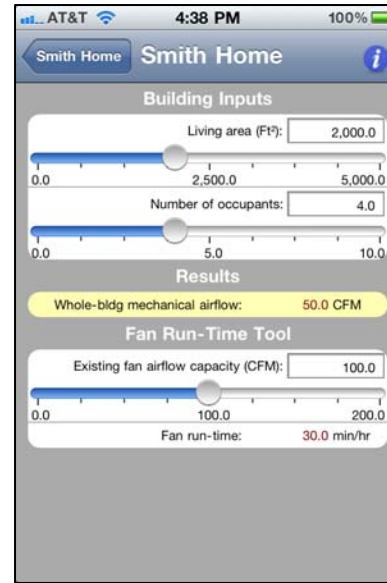 AT&T 4:38 PM 100%
Smith Home Smith Home i
Building Inputs
Living area (Ft²): 2,000.0
0.0 2,500.0 5,000.0
Number of occupants: 4.0
0.0 5.0 10.0
Results
Whole-bldg mechanical airflow: 50.0 CFM
Fan Run-Time Tool
Existing fan airflow capacity (CFM): 100.0
0.0 100.0 200.0
Fan run-time: 30.0 min/hr